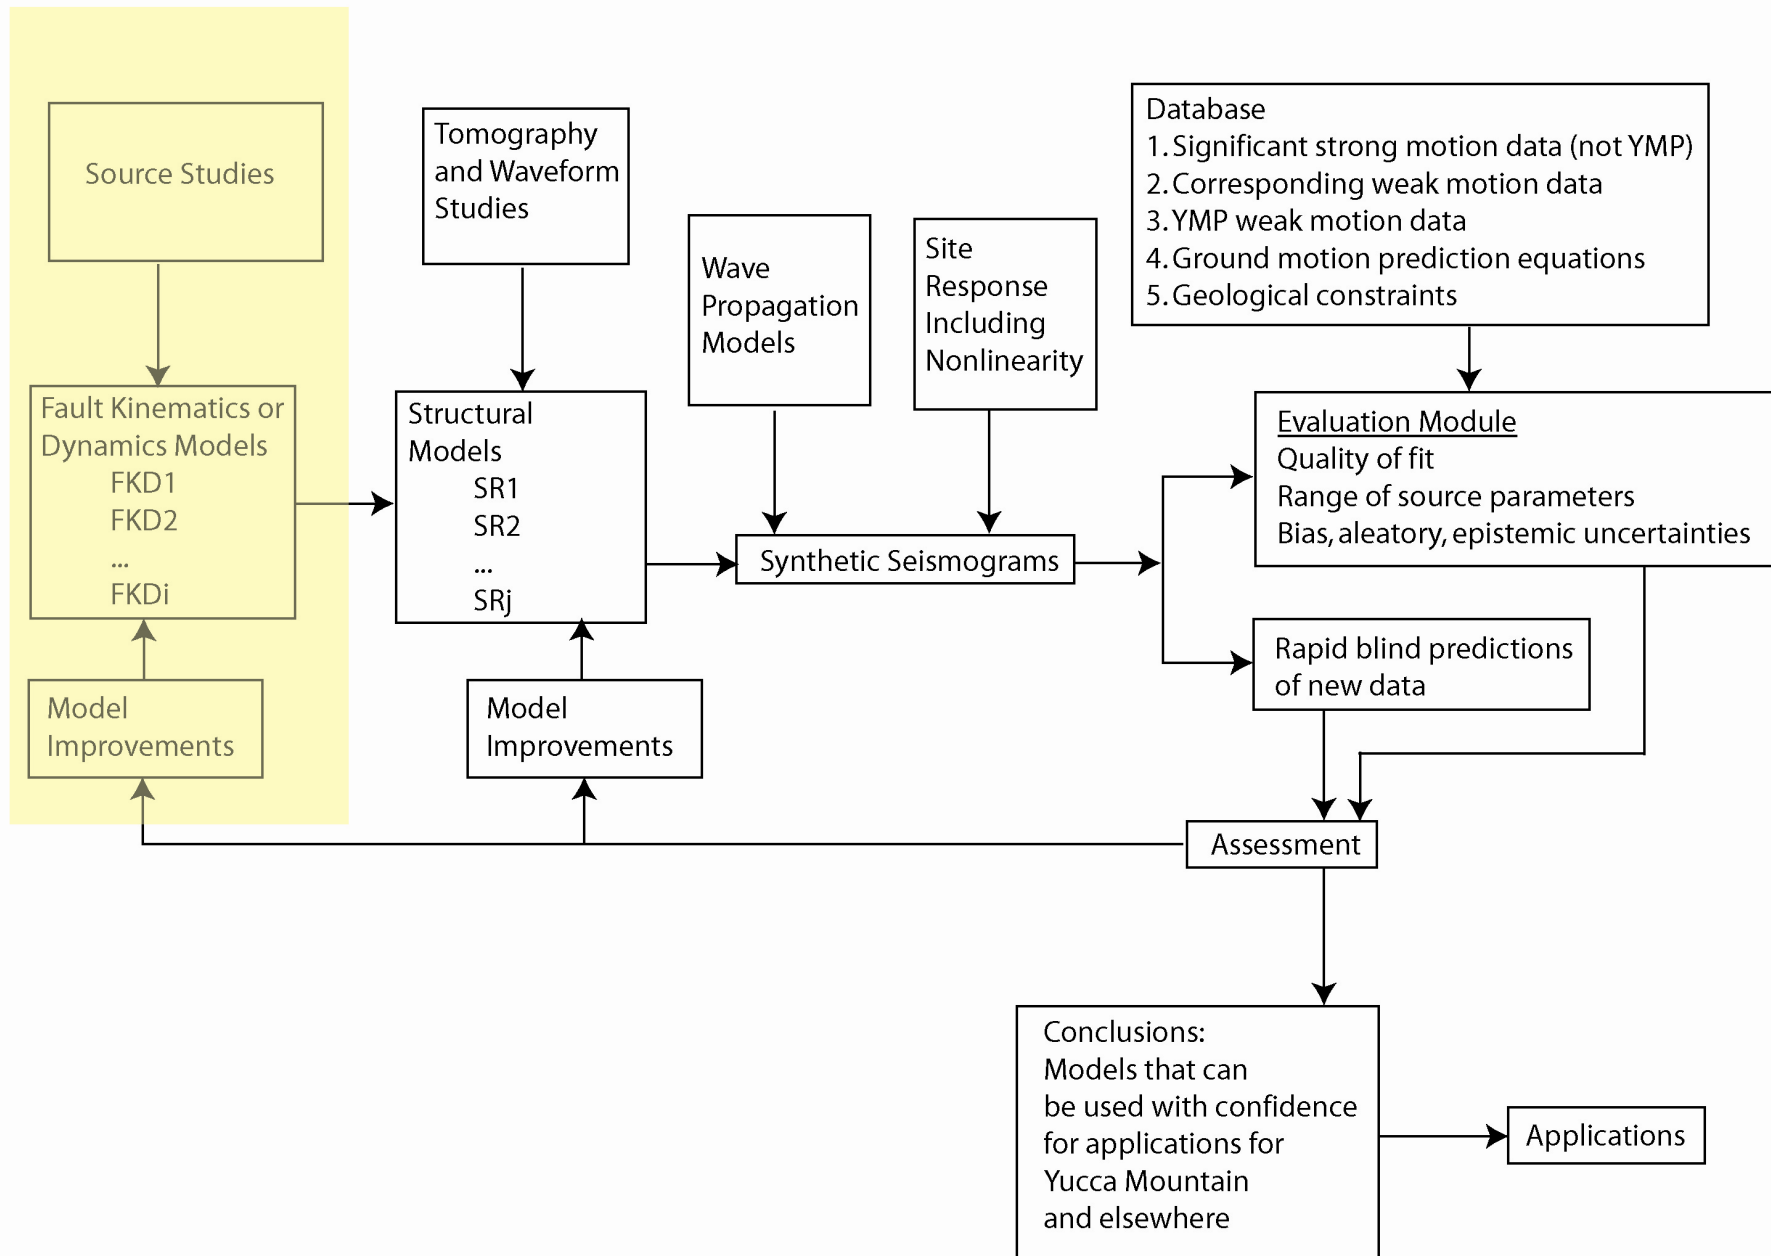 Source Studies
Tomography
and Waveform
Studies
Wave
Propagation
Models
Site
Response
Including
Nonlinearity
Database
1. Significant strong motion data (not YMP)
2. Corresponding weak motion data
3. YMP weak motion data
4. Ground motion prediction equations
5. Geological constraints
Fault Kinematics or
Dynamics Models
FKD1
FKD2
...
FKDi
Structural
Models
SR1
SR2
...
SRj
Synthetic Seismograms
Evaluation Module
Quality of fit
Range of source parameters
Bias, aleatory, epistemic uncertainties
Rapid blind predictions
of new data
Model
Improvements
Model
Improvements
Assessment
Conclusions:
Models that can
be used with confidence
for applications for
Yucca Mountain
and elsewhere
Applications